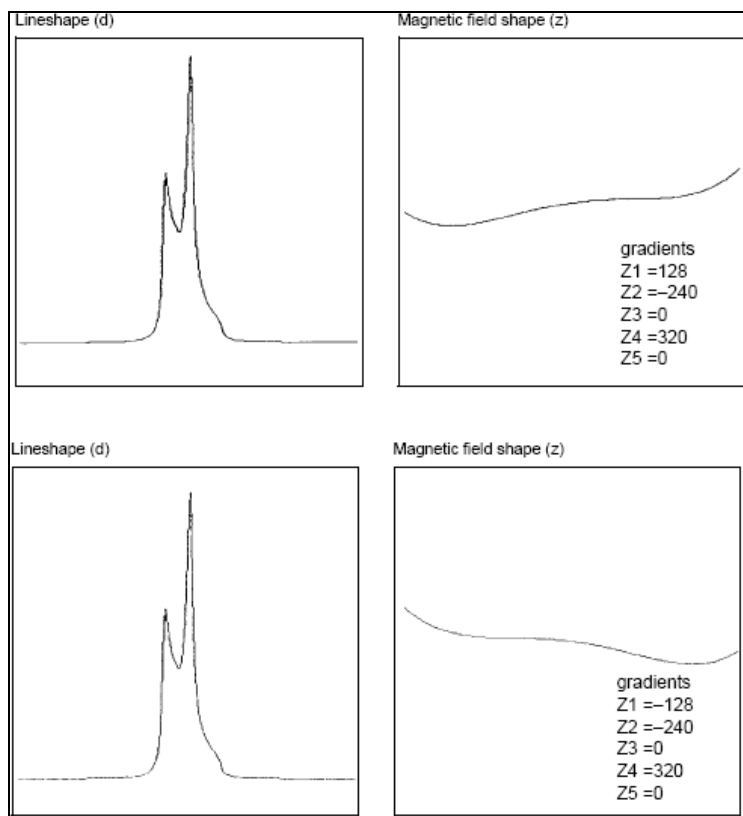 Lineshape (d)
Magnetic field shape (z)
gradients
Z1 =128
Z2 =–240
Z3 =0
Z4 =320
Z5 =0
Lineshape (d)
Magnetic field shape (z)
gradients
Z1 =–128
Z2 =–240
Z3 =0
Z4 =320
Z5 =0